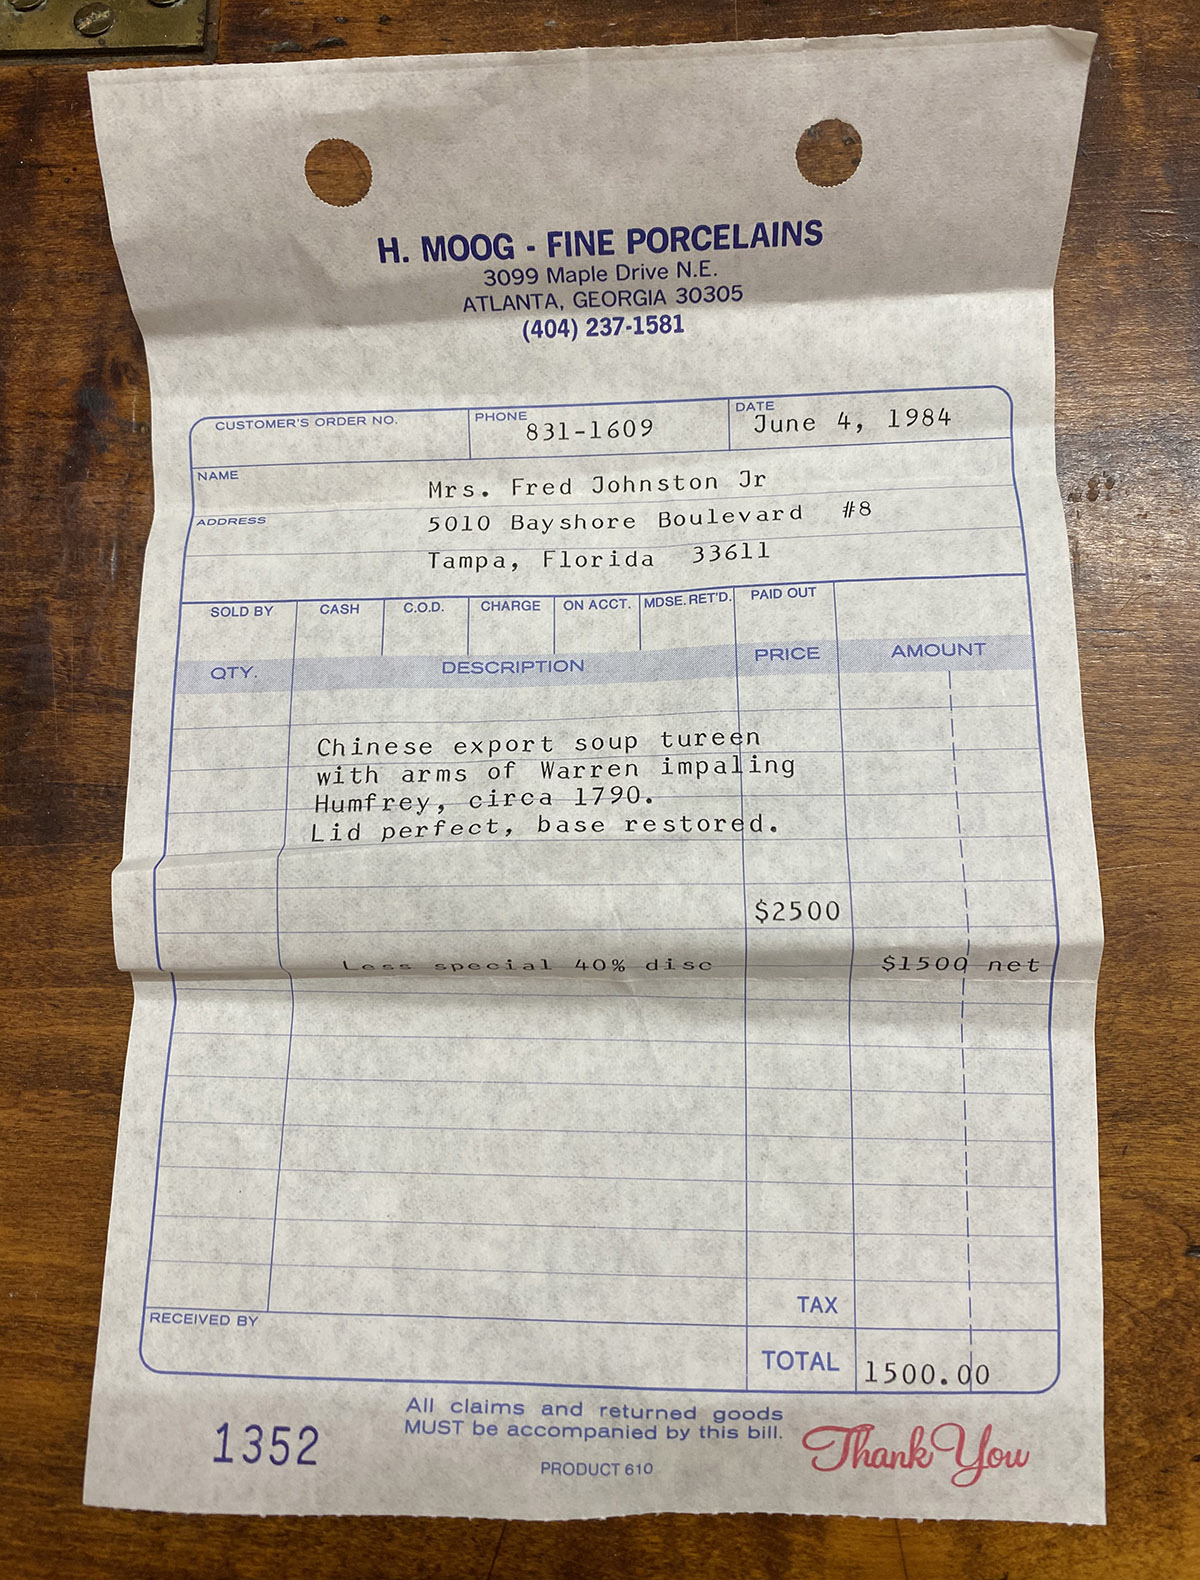 H. MOOG - FINE PORCELAINS
3099 Maple Drive N.E.
ATLANTA, GEORGIA 30305
(404) 237-1581
CUSTOMER'S ORDER NO. PHONE 831-1609 DATE June 4, 1984
NAME Mrs. Fred Johnston Jr
ADDRESS 5010 Bayshore Boulevard #8
Tampa, Florida 33611
SOLD BY CASH C.O.D. CHARGE ON ACCT. MDSE. RET'D. PAID OUT
QTY. DESCRIPTION PRICE AMOUNT
Chinese export soup tureen
with arms of Warren impaling
Humfrey, circa 1790.
Lid perfect, base restored.
$2500
Less special 40% disc $1500 net
TAX
RECEIVED BY
TOTAL 1500.00
All claims and returned goods
MUST be accompanied by this bill.
1352 Thank You
PRODUCT 610